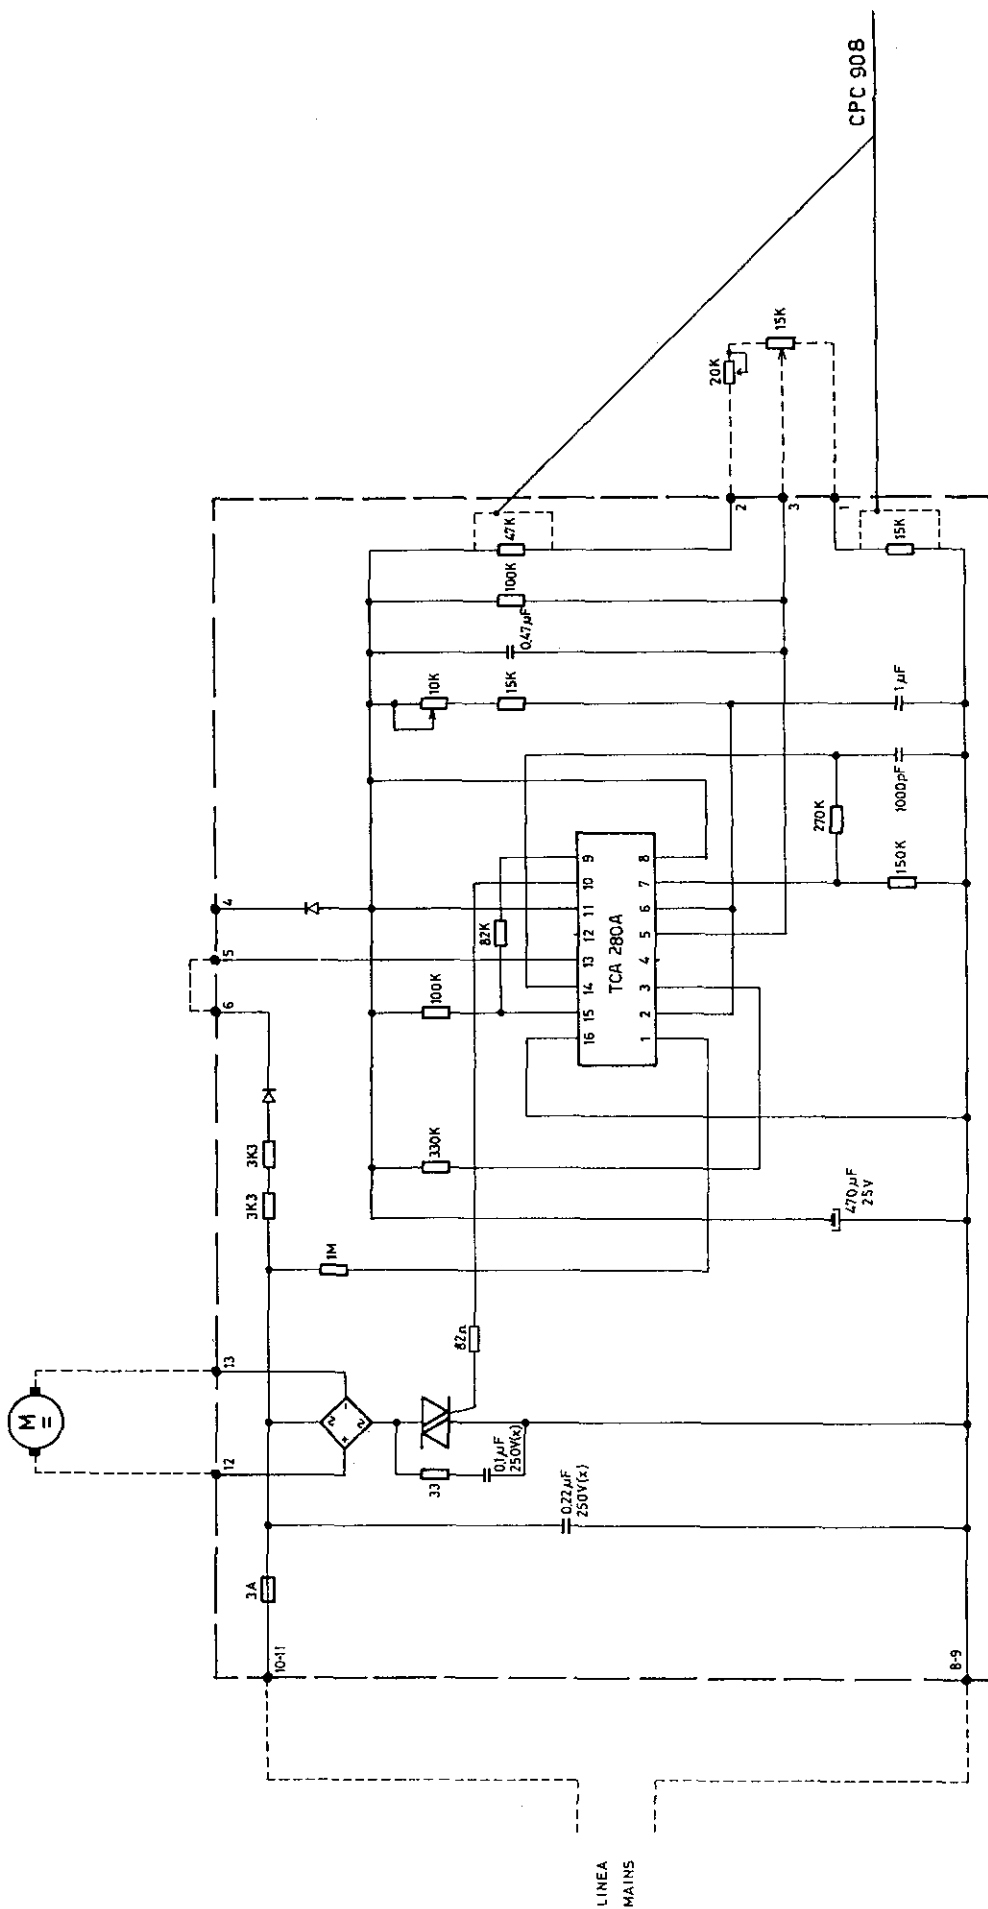 CPC 908
15K
20K
2
3
1
47K
15K
100K
0,47µF
10K
15K
1µF
1000pF
270K
150K
4
5
6
82K
100K
9
10
11
12
13
14
15
16
TCA 280A
8
7
6
5
4
3
2
1
3K3
3K3
330K
470µF
25V
1M
82Ω
13
12
M
=
+
-
~
~
33
0,1µF
250V(x)
0,22µF
250V(x)
3A
10-11
8-9
LINEA
MAINS